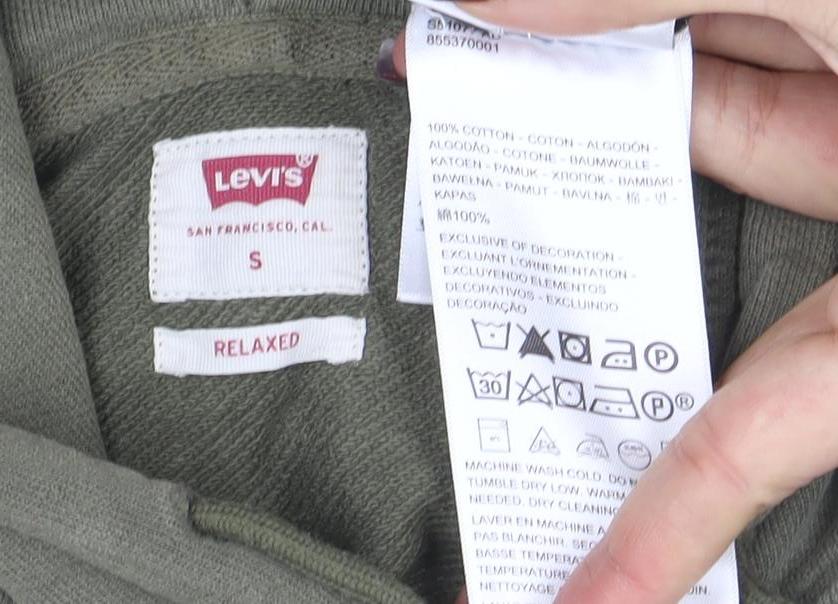 LEVI'S®
SAN FRANCISCO, CAL.
S
RELAXED
855370001
100% COTTON - COTON - ALGODÓN -
ALGODÃO - COTONE - BAUMWOLLE -
KATOEN - PAMUK - ХЛОПОК - BAMBAKI -
BAWEŁNA - PAMUT - BAVLNA - 棉 - 면 -
KAPAS
綿100%
EXCLUSIVE OF DECORATION -
EXCLUANT L'ORNEMENTATION -
EXCLUYENDO ELEMENTOS
DECORATIVOS - EXCLUINDO
DECORAÇÃO
P
30 P®
MACHINE WASH COLD. DO
TUMBLE DRY LOW. WARM
NEEDED. DRY CLEANING
LAVER EN MACHINE A
PAS BLANCHIR. SEC
BASSE TEMPERA
TEMPERATURE
NETTOYAGE